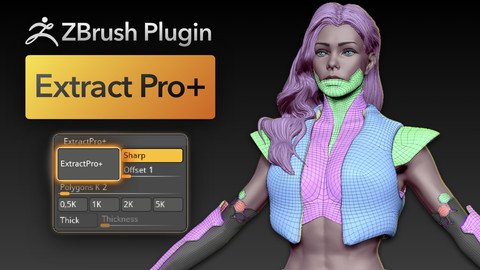 ZBrush Plugin
Extract Pro+
ExtractPro+
ExtractPro+
Sharp
Offset 1
Polygons K 2
0,5K 1K 2K 5K
Thick Thickness